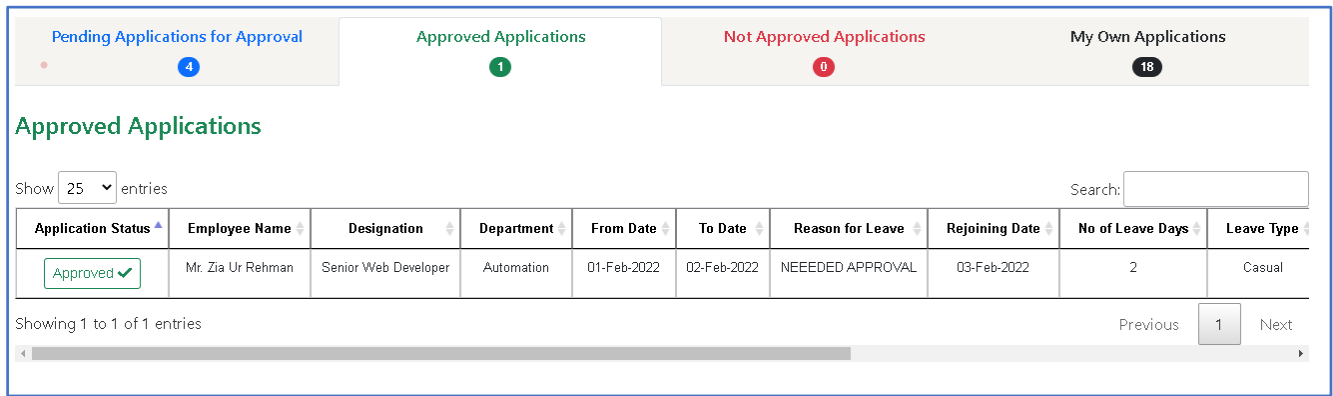 Pending Applications for Approval Approved Applications Not Approved Applications My Own Applications
4 1 0 18
Approved Applications
Show 25 entries Search:
Application Status Employee Name Designation Department From Date To Date Reason for Leave Rejoining Date No of Leave Days Leave Type
Approved Mr. Zia Ur Rehman Senior Web Developer Automation 01-Feb-2022 02-Feb-2022 NEEEDED APPROVAL 03-Feb-2022 2 Casual
Showing 1 to 1 of 1 entries Previous 1 Next